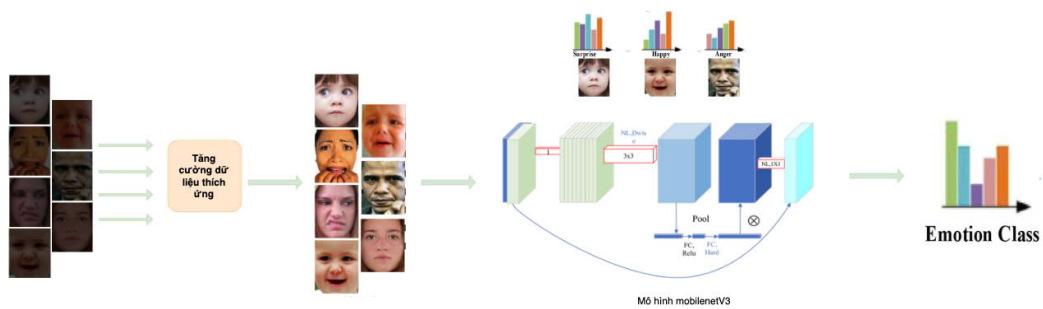 Surprise
Happy
Anger
Tăng
cường dữ
liệu thích
ứng
NL,Dwis
e
3x3
NL,1X1
Pool
FC,
Relu
FC,
Hard
Emotion Class
Mô hình mobilenetV3